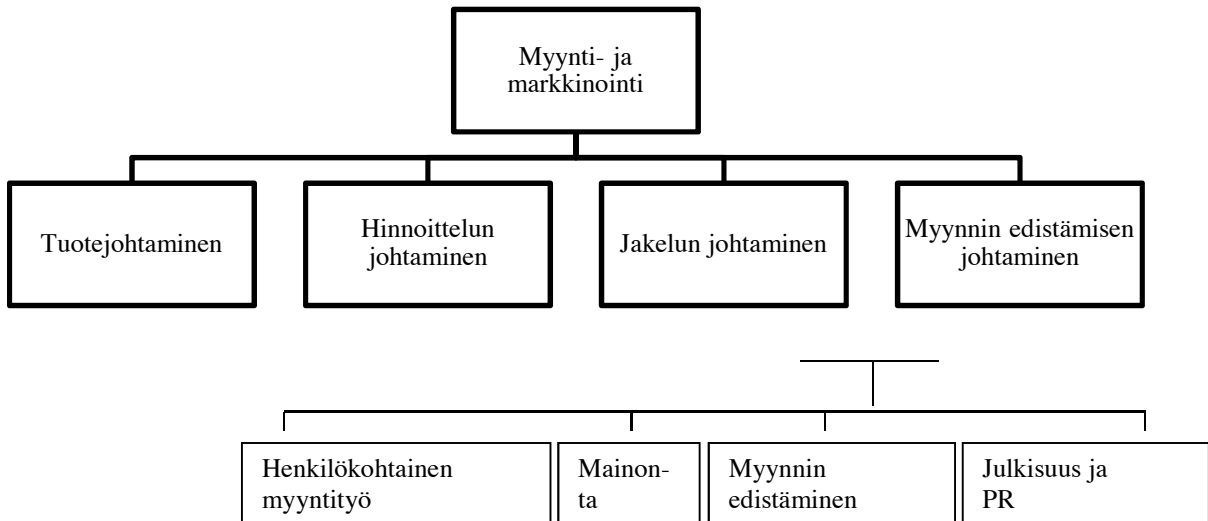 Myynti- ja
markkinointi
Tuotejohtaminen
Hinnoittelun
johtaminen
Jakelun johtaminen
Myynnin edistämisen
johtaminen
Henkilökohtainen
myyntityö
Mainon-
ta
Myynnin
edistäminen
Julkisuus ja
PR